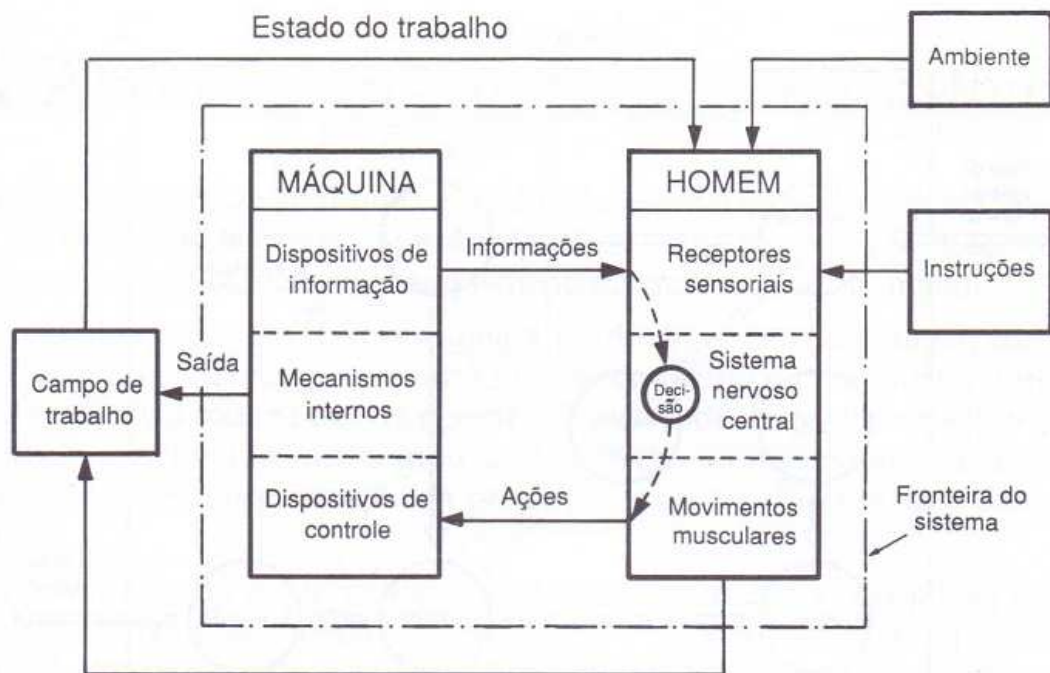 Estado do trabalho
Ambiente
MÁQUINA
HOMEM
Dispositivos de
informação
Informações
Receptores
sensoriais
Instruções
Campo de
trabalho
Saída
Mecanismos
internos
Deci-
são
Sistema
nervoso
central
Dispositivos de
controle
Ações
Movimentos
musculares
Fronteira do
sistema